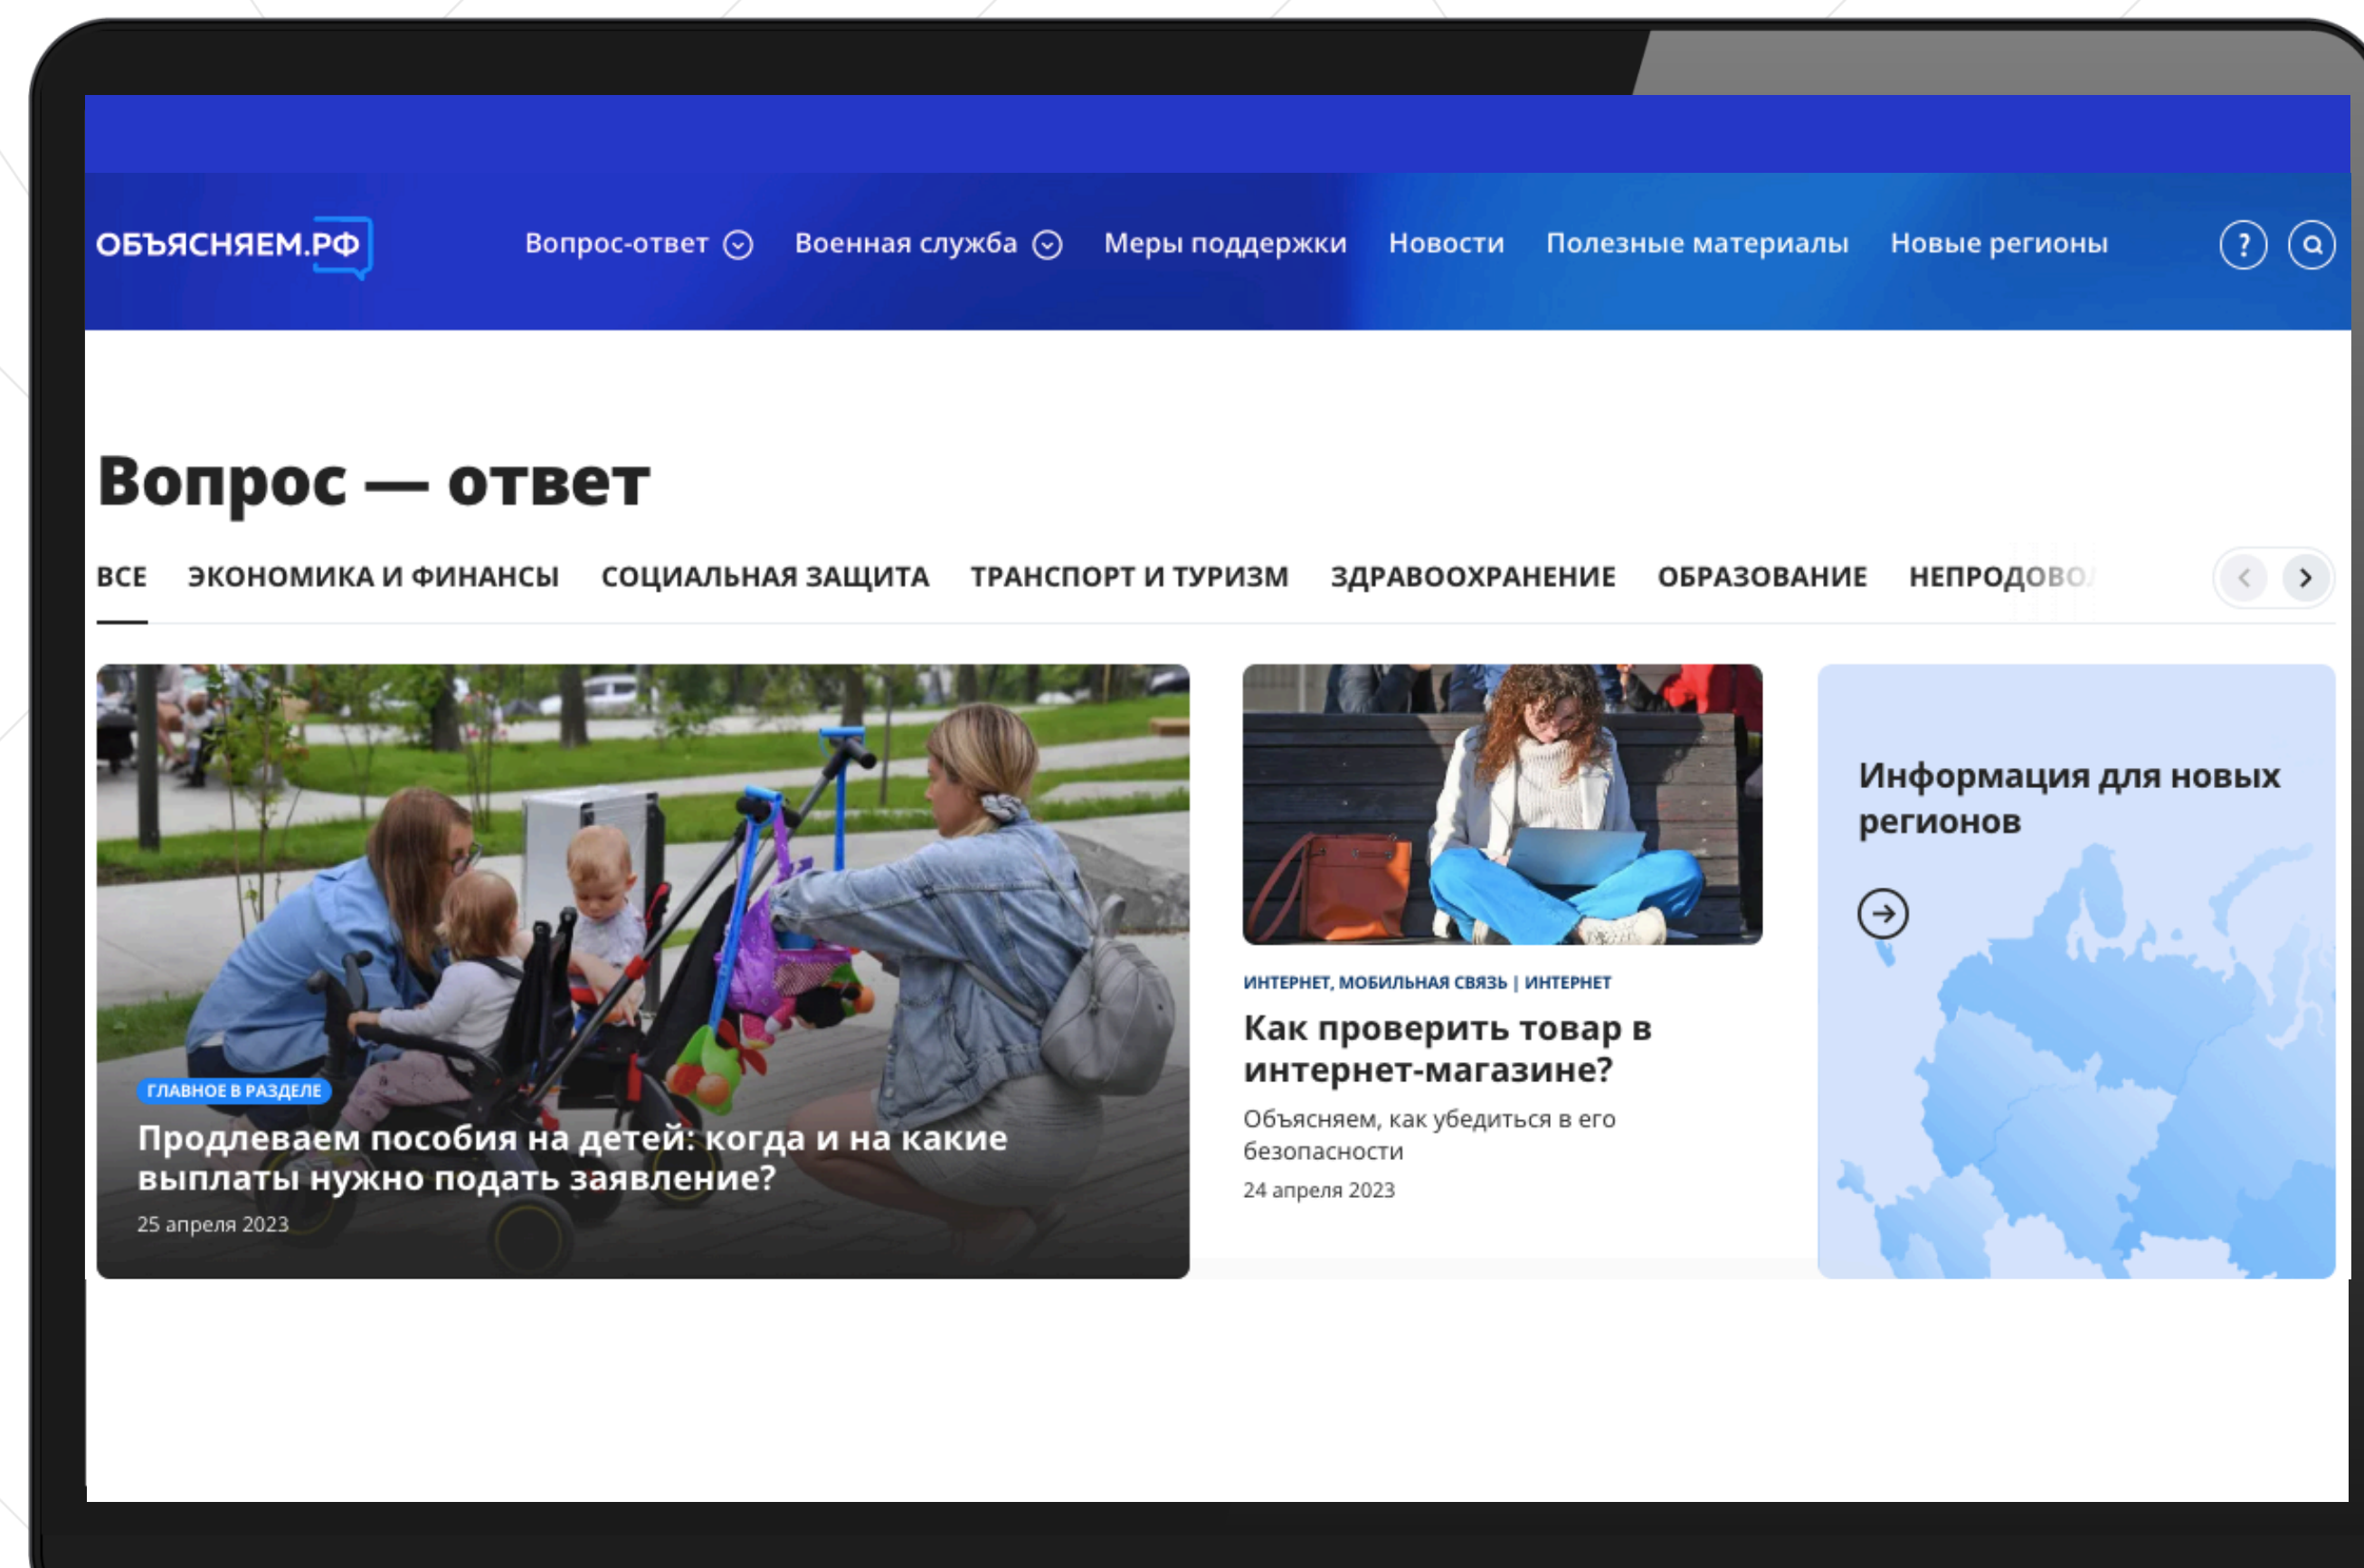 ОБЪЯСНЯЕМ.РФ
Вопрос-ответ Военная служба Меры поддержки Новости Полезные материалы Новые регионы ?
Вопрос — ответ
ВСЕ ЭКОНОМИКА И ФИНАНСЫ СОЦИАЛЬНАЯ ЗАЩИТА ТРАНСПОРТ И ТУРИЗМ ЗДРАВООХРАНЕНИЕ ОБРАЗОВАНИЕ
ГЛАВНОЕ В РАЗДЕЛЕ
Продлеваем пособия на детей: когда и на какие
выплаты нужно подать заявление?
25 апреля 2023
ИНТЕРНЕТ, МОБИЛЬНАЯ СВЯЗЬ | ИНТЕРНЕТ
Как проверить товар в
интернет-магазине?
Объясняем, как убедиться в его
безопасности
24 апреля 2023
Информация для новых
регионов